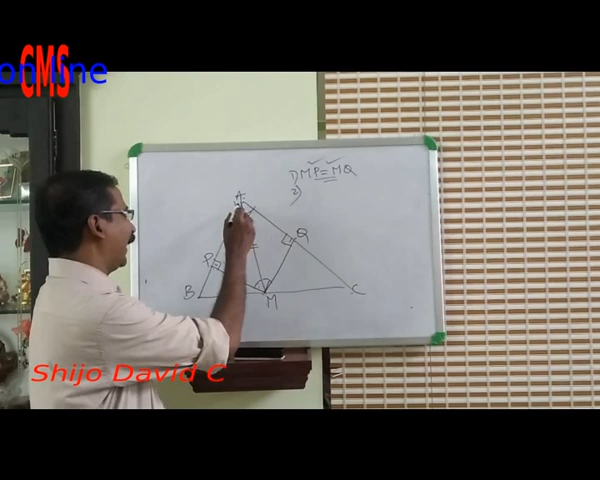 CMS
online
1) MP = MQ
2)
A
P
Q
B
M
C
Shijo David C